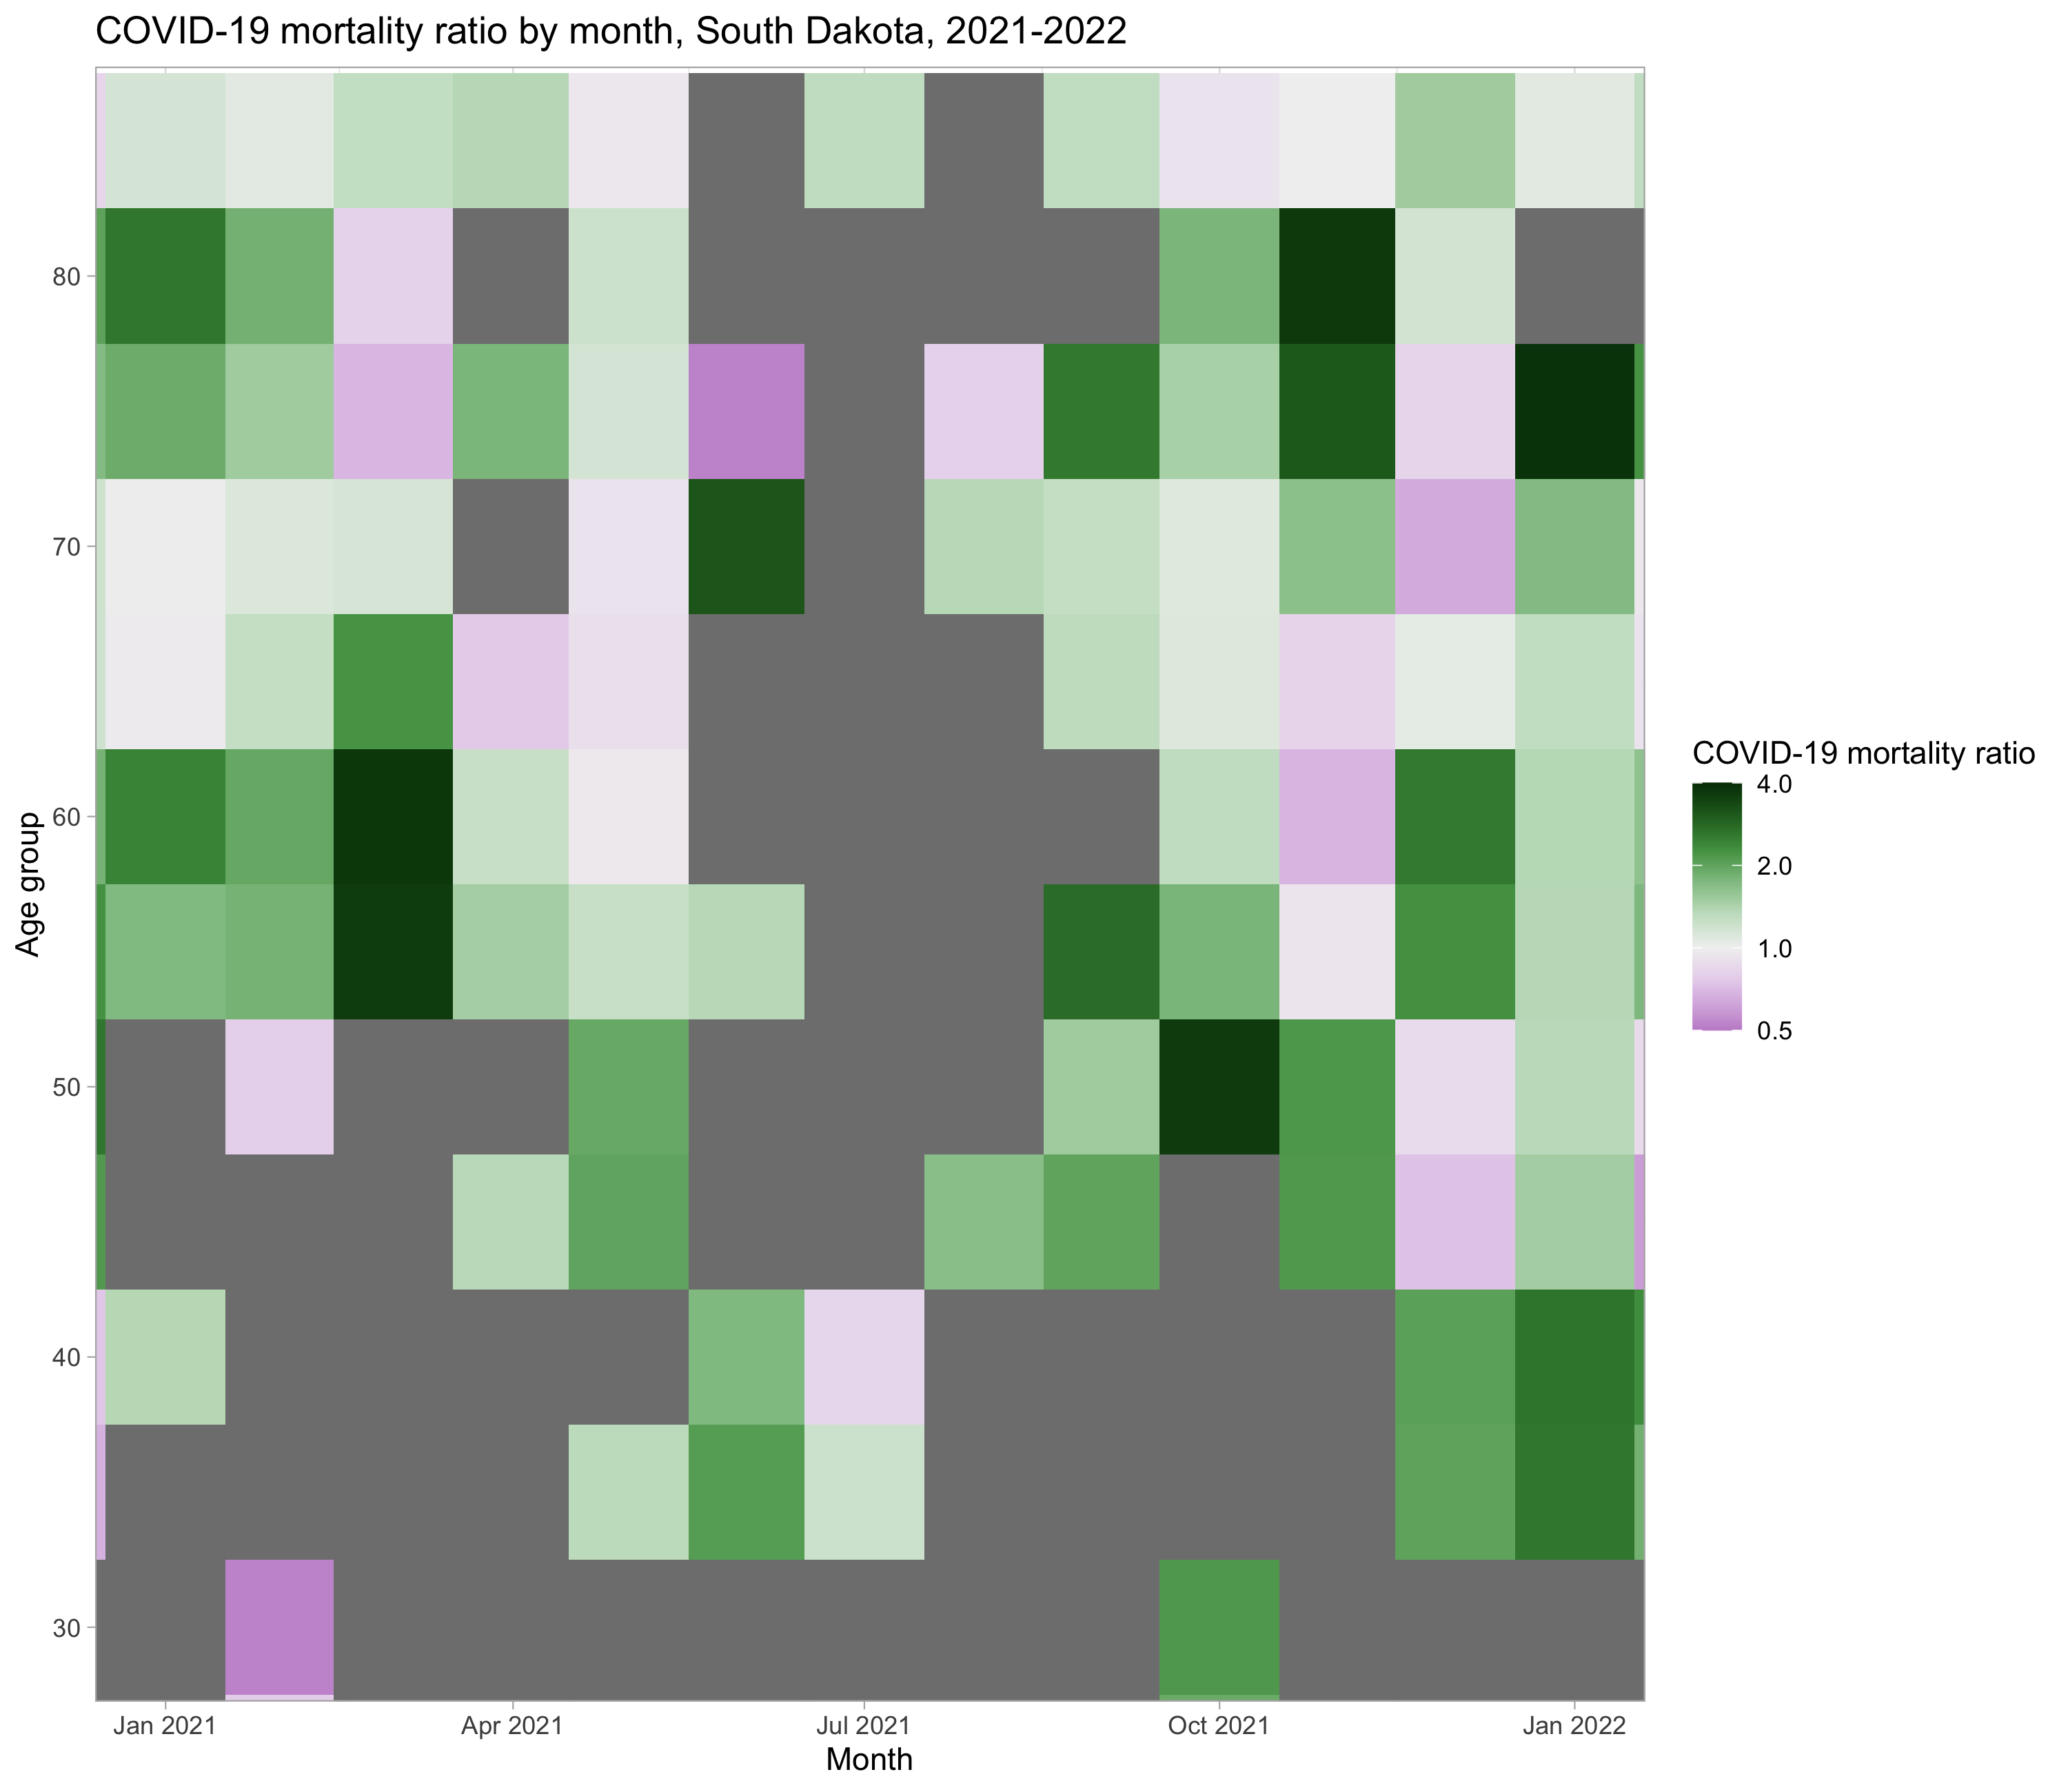 COVID-19 mortality ratio by month, South Dakota, 2021-2022
80
70
60
50
40
30
Age group
Jan 2021
Apr 2021
Jul 2021
Oct 2021
Jan 2022
Month
COVID-19 mortality ratio
4.0
2.0
1.0
0.5